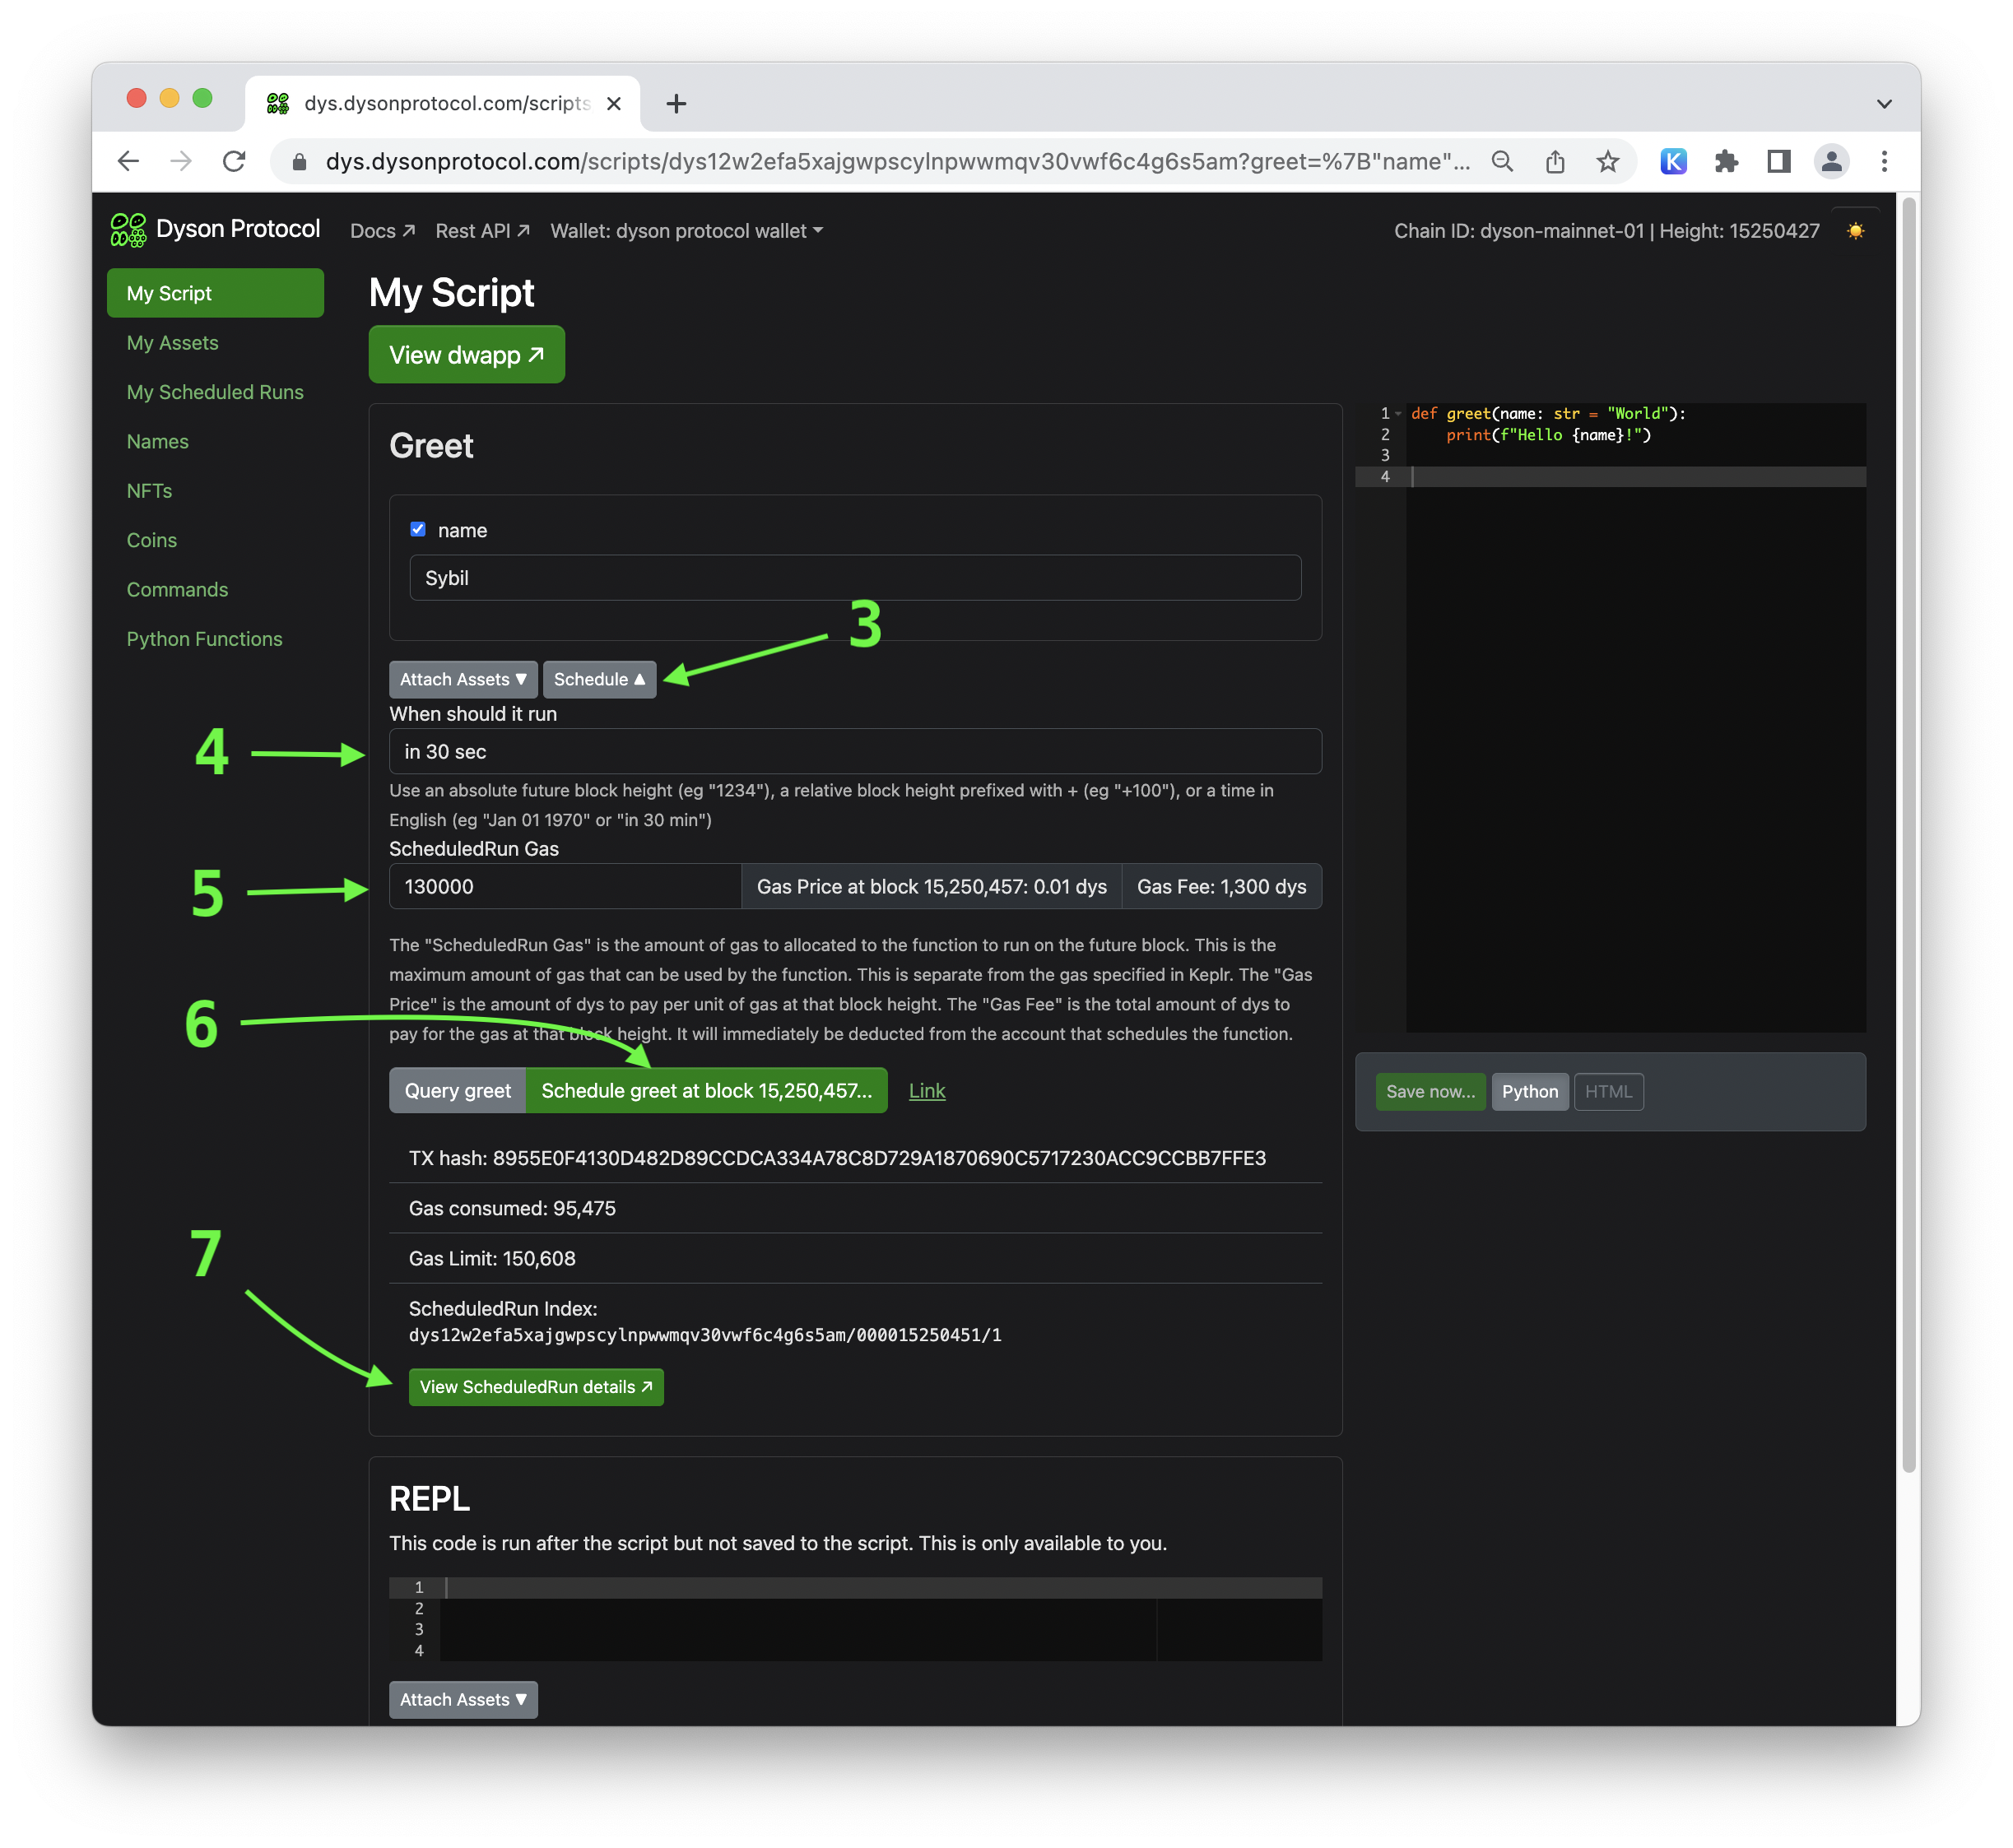 dys.dysonprotocol.com/scripts
dys.dysonprotocol.com/scripts/dys12w2efa5xajgwpscylnpwwmqv30vwf6c4g6s5am?greet=%7B"name"...
Dyson Protocol
Docs ↗ Rest API ↗ Wallet: dyson protocol wallet
Chain ID: dyson-mainnet-01 | Height: 15250427
My Script
My Assets
My Scheduled Runs
Names
NFTs
Coins
Commands
Python Functions
My Script
View dwapp ↗
Greet
name
Sybil
3
Attach Assets ▼ Schedule ▲
When should it run
4
in 30 sec
Use an absolute future block height (eg "1234"), a relative block height prefixed with + (eg "+100"), or a time in
English (eg "Jan 01 1970" or "in 30 min")
ScheduledRun Gas
5
130000 Gas Price at block 15,250,457: 0.01 dys Gas Fee: 1,300 dys
The "ScheduledRun Gas" is the amount of gas to allocated to the function to run on the future block. This is the
maximum amount of gas that can be used by the function. This is separate from the gas specified in Keplr. The "Gas
Price" is the amount of dys to pay per unit of gas at that block height. The "Gas Fee" is the total amount of dys to
pay for the gas at that block height. It will immediately be deducted from the account that schedules the function.
6
Query greet Schedule greet at block 15,250,457... Link
TX hash: 8955E0F4130D482D89CCDCA334A78C8D729A1870690C5717230ACC9CCBB7FFE3
Gas consumed: 95,475
Gas Limit: 150,608
7
ScheduledRun Index:
dys12w2efa5xajgwpscylnpwwmqv30vwf6c4g6s5am/000015250451/1
View ScheduledRun details ↗
REPL
This code is run after the script but not saved to the script. This is only available to you.
1
2
3
4
Attach Assets ▼
1 def greet(name: str = "World"):
2 print(f"Hello {name}!")
3
4
Save now... Python HTML